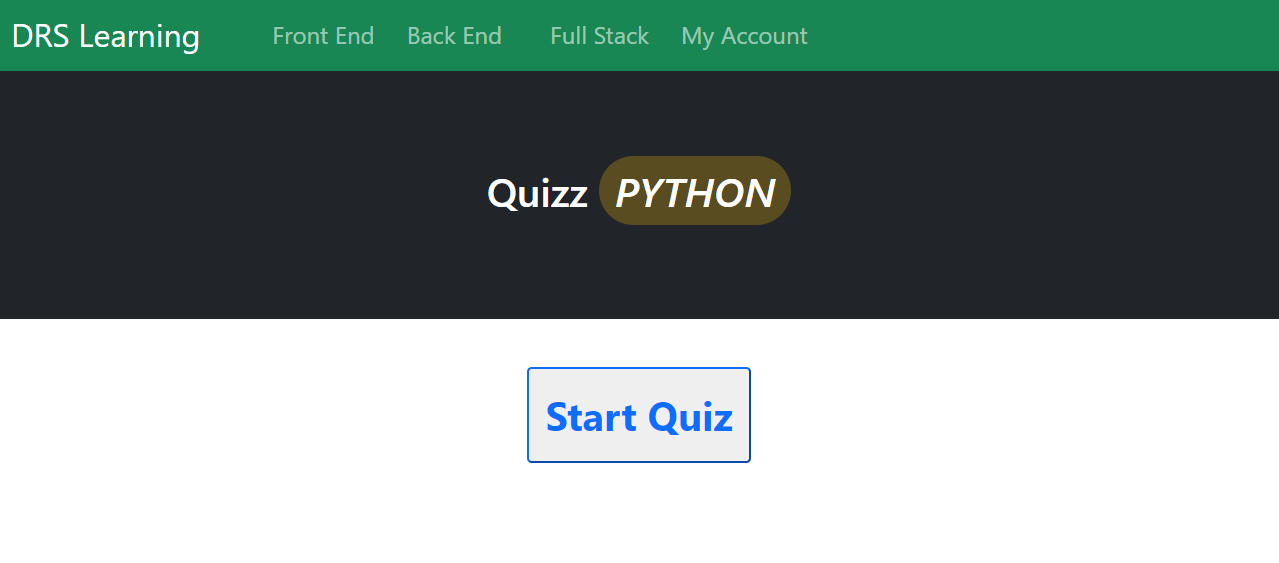 DRS Learning Front End Back End Full Stack My Account
Quizz PYTHON
Start Quiz